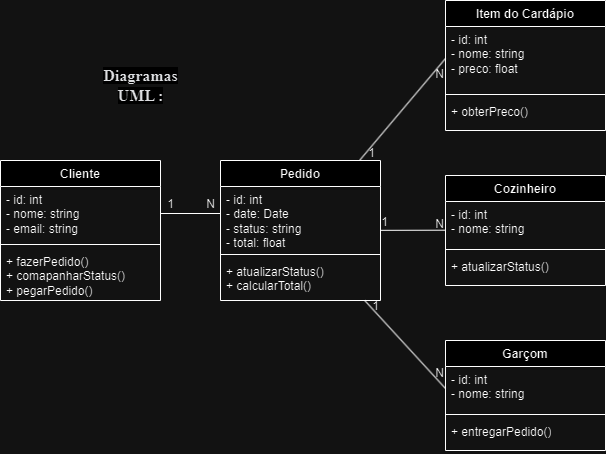 Diagramas
UML :
Cliente
- id: int
- nome: string
- email: string
+ fazerPedido()
+ comapanharStatus()
+ pegarPedido()
1
N
Pedido
- id: int
- date: Date
- status: string
- total: float
+ atualizarStatus()
+ calcularTotal()
1
N
Item do Cardápio
- id: int
- nome: string
- preco: float
+ obterPreco()
1
N
Cozinheiro
- id: int
- nome: string
+ atualizarStatus()
1
N
Garçom
- id: int
- nome: string
+ entregarPedido()